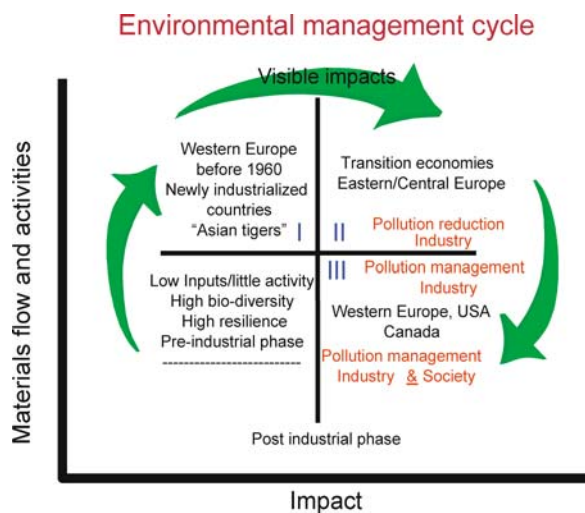 Environmental management cycle
Visible impacts
Materials flow and activities
Western Europe
before 1960
Newly industrialized
countries
"Asian tigers"
I
II
Transition economies
Eastern/Central Europe
Pollution reduction
Industry
Low Inputs/little activity
High bio-diversity
High resilience
Pre-industrial phase
--------------------------
III
Pollution management
Industry
Western Europe, USA
Canada
Pollution management
Industry & Society
Post industrial phase
Impact